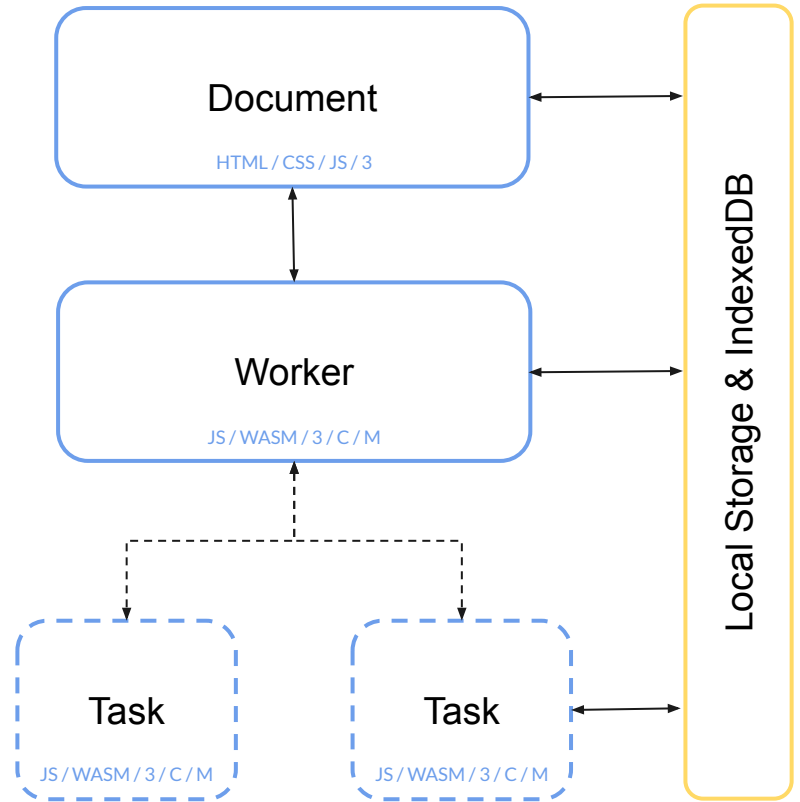 Document
HTML / CSS / JS / 3
Worker
JS / WASM / 3 / C / M
Task
JS / WASM / 3 / C / M
Task
JS / WASM / 3 / C / M
Local Storage & IndexedDB